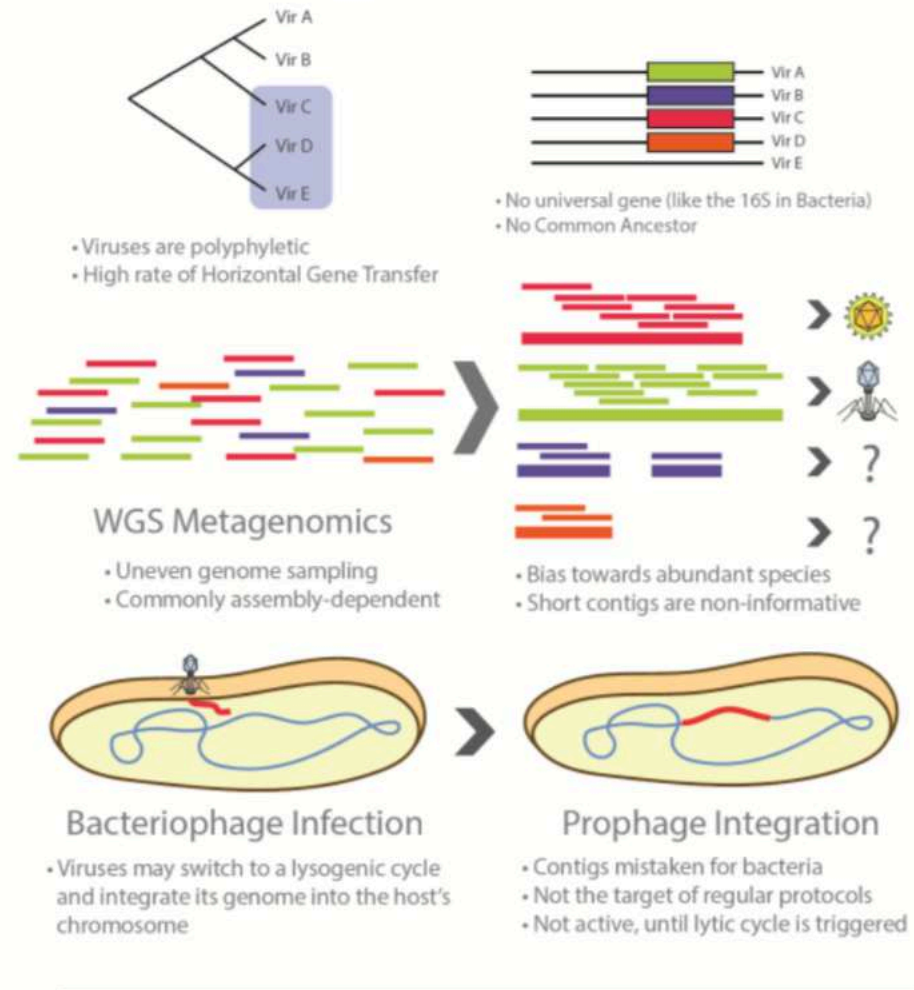 Vir A
Vir B
Vir C
Vir D
Vir E
• Viruses are polyphyletic
• High rate of Horizontal Gene Transfer
Vir A
Vir B
Vir C
Vir D
Vir E
• No universal gene (like the 16S in Bacteria)
• No Common Ancestor
WGS Metagenomics
• Uneven genome sampling
• Commonly assembly-dependent
?
?
• Bias towards abundant species
• Short contigs are non-informative
Bacteriophage Infection
• Viruses may switch to a lysogenic cycle
and integrate its genome into the host's
chromosome
Prophage Integration
• Contigs mistaken for bacteria
• Not the target of regular protocols
• Not active, until lytic cycle is triggered